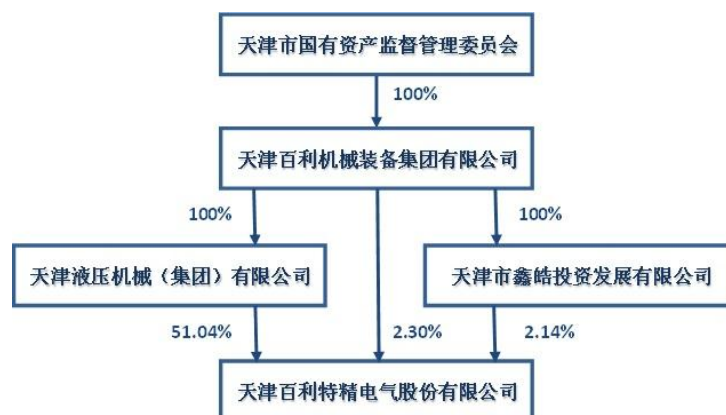 天津市国有资产监督管理委员会
100%
天津百利机械装备集团有限公司
100%
100%
天津液压机械（集团）有限公司
天津市鑫皓投资发展有限公司
51.04%
2.30%
2.14%
天津百利特精电气股份有限公司